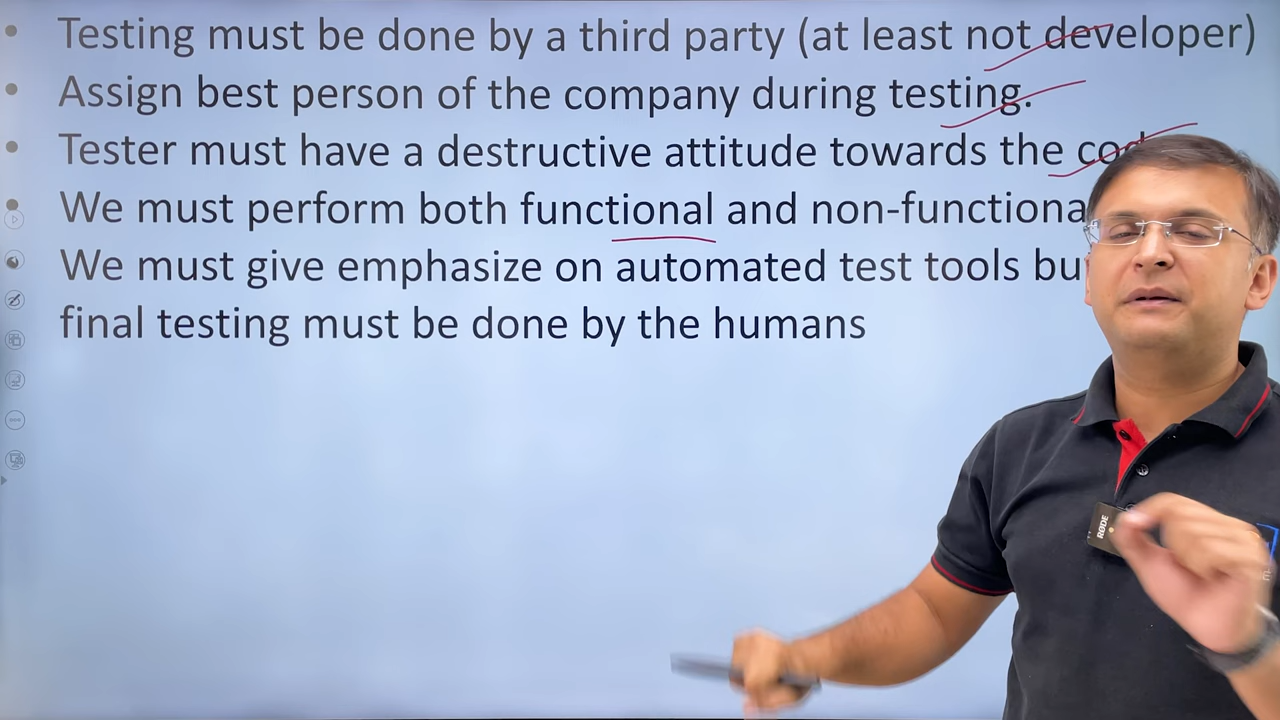 • Testing must be done by a third party (at least not developer)
• Assign best person of the company during testing.
• Tester must have a destructive attitude towards the
• We must perform both functional and non-functiona
We must give emphasize on automated test tools
final testing must be done by the humans
RØDE